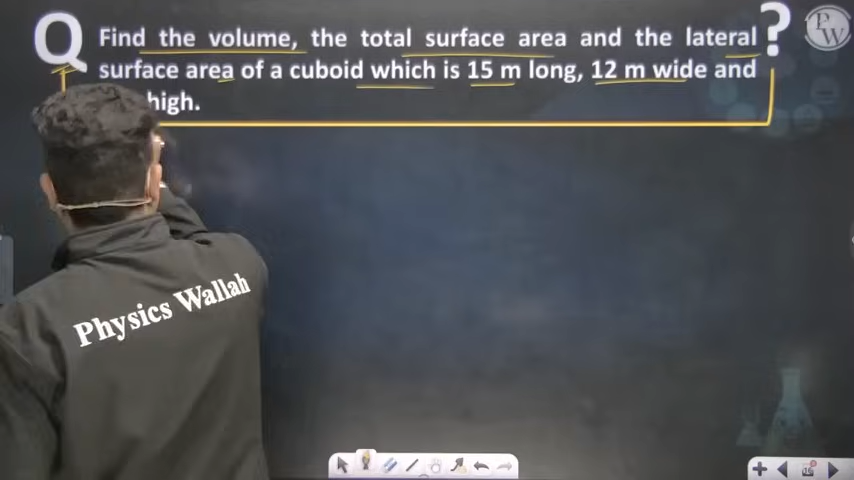 Q Find the volume, the total surface area and the lateral ?
surface area of a cuboid which is 15 m long, 12 m wide and
high.
PW
Physics Wallah